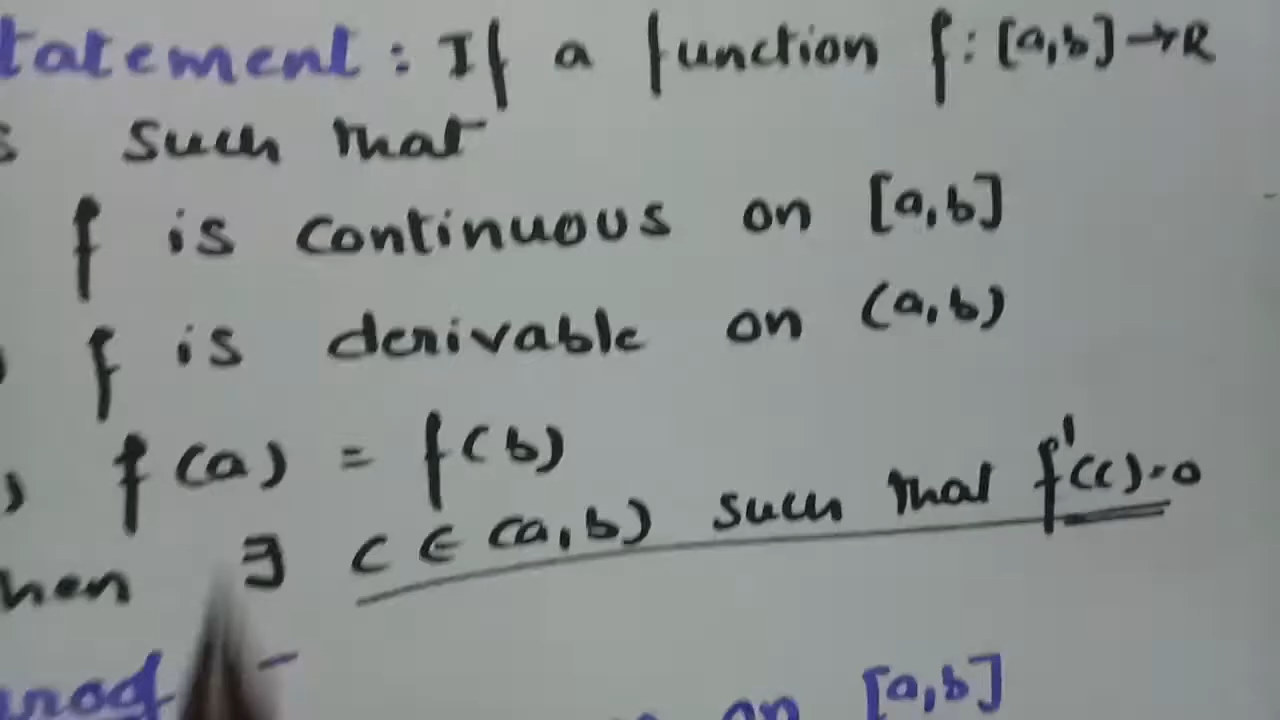 tatement : If a function f : [a,b] → R
s such that
f is continuous on [a,b]
f is derivable on (a,b)
) f(a) = f(b)
hen ∃ c ∈ (a,b) such that f'(c) = 0
on [a,b]